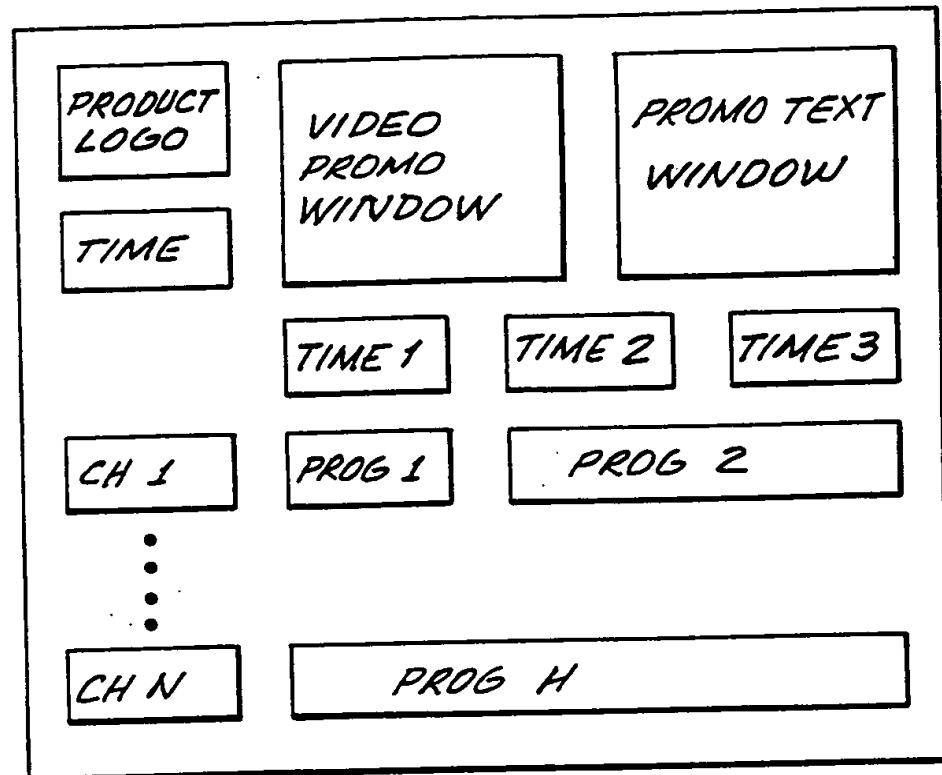 PRODUCT
LOGO
VIDEO
PROMO
WINDOW
PROMO TEXT
WINDOW
TIME
TIME 1
TIME 2
TIME 3
CH 1
PROG 1
PROG 2
CH N
PROG H